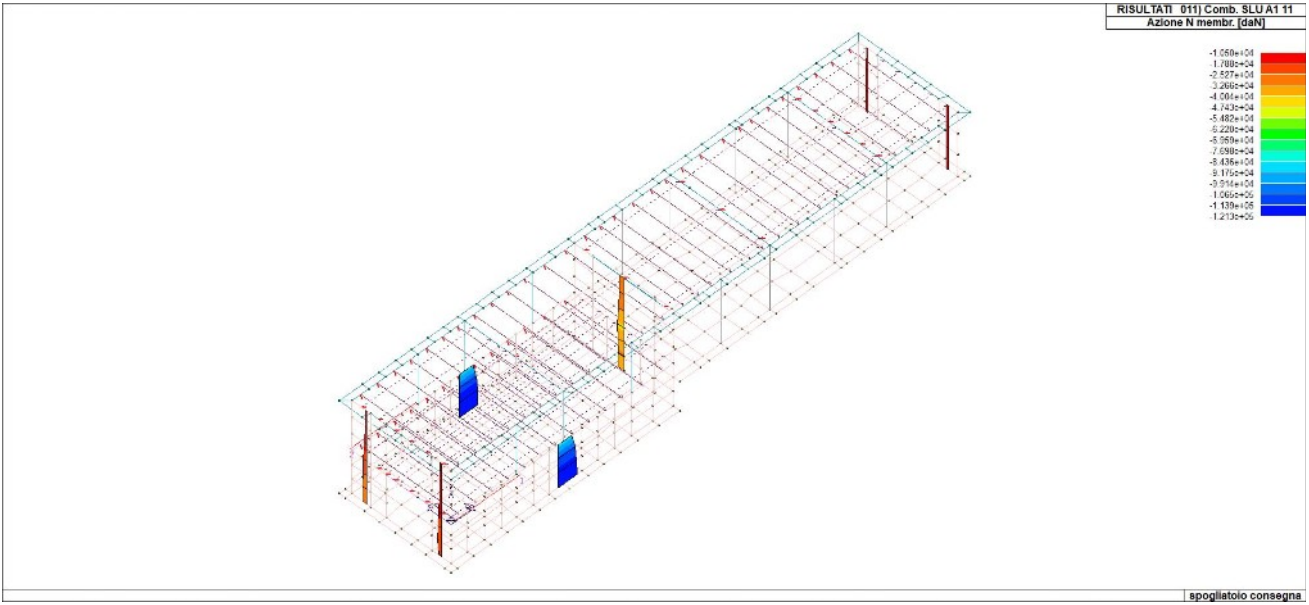 RISULTATI 011) Comb. SLU A1 11
Azione N membr. [daN]
-1.050e+04
-1.788e+04
-2.527e+04
-3.266e+04
-4.004e+04
-4.743e+04
-5.482e+04
-6.220e+04
-6.959e+04
-7.698e+04
-8.436e+04
-9.175e+04
-9.914e+04
-1.065e+05
-1.139e+05
-1.213e+05
spogliatoio consegna